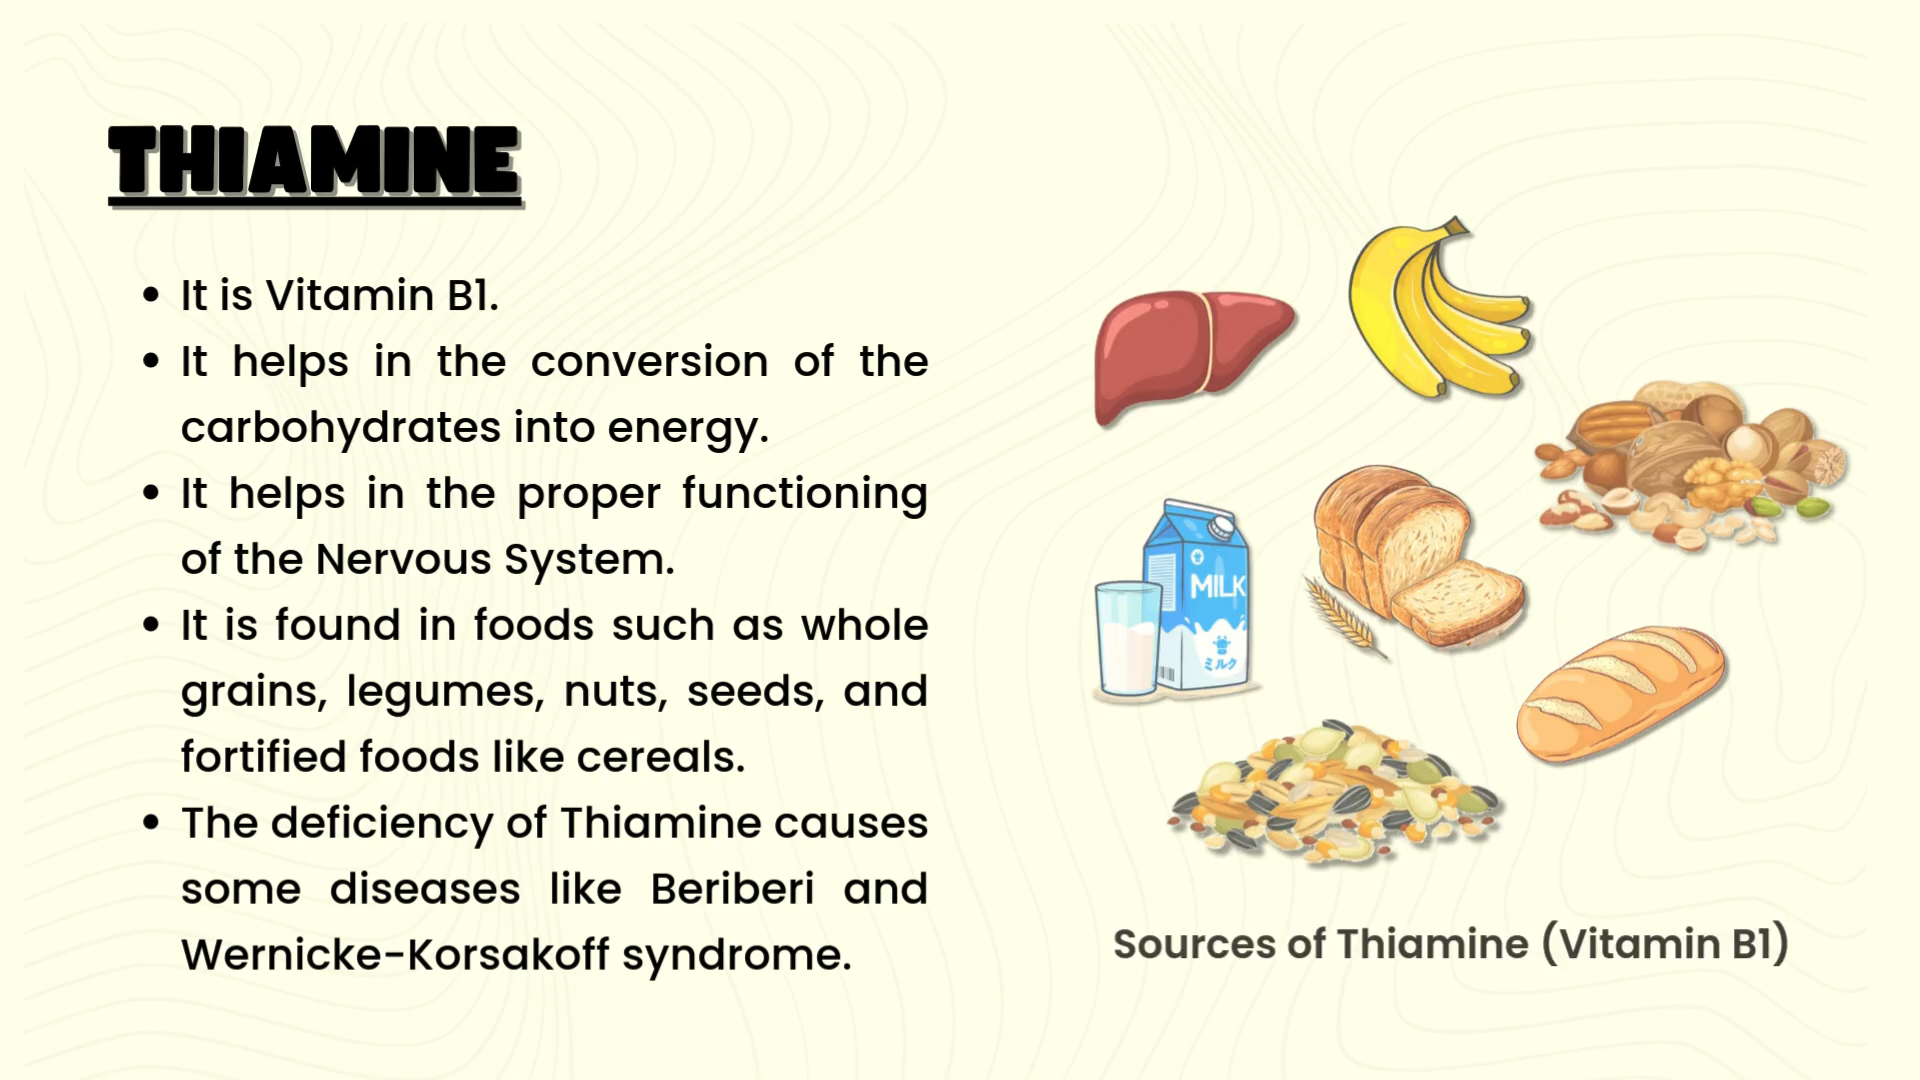 THIAMINE
• It is Vitamin B1.
• It helps in the conversion of the
carbohydrates into energy.
• It helps in the proper functioning
of the Nervous System.
• It is found in foods such as whole
grains, legumes, nuts, seeds, and
fortified foods like cereals.
• The deficiency of Thiamine causes
some diseases like Beriberi and
Wernicke-Korsakoff syndrome.
MILK
ミルク
Sources of Thiamine (Vitamin B1)